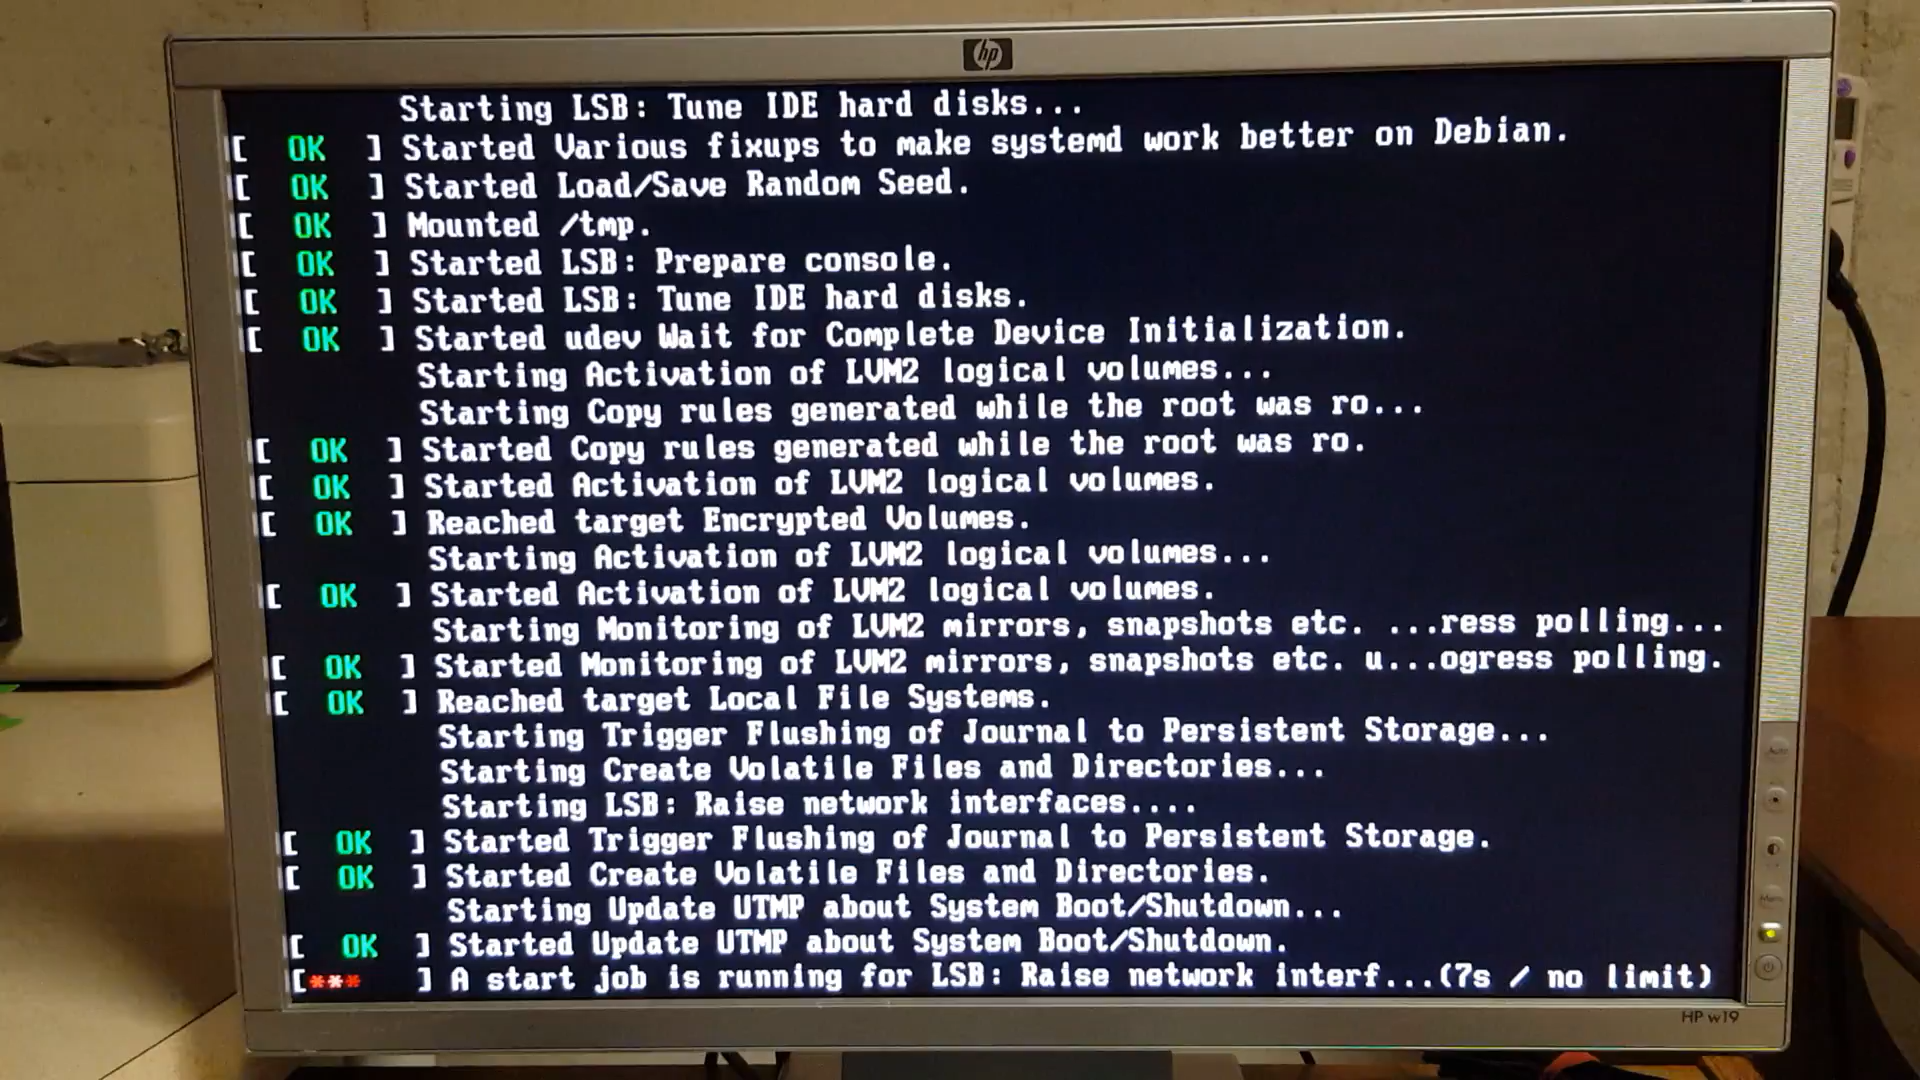 hp
Starting LSB: Tune IDE hard disks...
[ OK ] Started Various fixups to make systemd work better on Debian.
[ OK ] Started Load/Save Random Seed.
[ OK ] Mounted /tmp.
[ OK ] Started LSB: Prepare console.
[ OK ] Started LSB: Tune IDE hard disks.
[ OK ] Started udev Wait for Complete Device Initialization.
Starting Activation of LVM2 logical volumes...
Starting Copy rules generated while the root was ro...
[ OK ] Started Copy rules generated while the root was ro.
[ OK ] Started Activation of LVM2 logical volumes.
[ OK ] Reached target Encrypted Volumes.
Starting Activation of LVM2 logical volumes...
[ OK ] Started Activation of LVM2 logical volumes.
Starting Monitoring of LVM2 mirrors, snapshots etc. ...ress polling...
[ OK ] Started Monitoring of LVM2 mirrors, snapshots etc. u...ogress polling.
[ OK ] Reached target Local File Systems.
Starting Trigger Flushing of Journal to Persistent Storage...
Starting Create Volatile Files and Directories...
Starting LSB: Raise network interfaces....
[ OK ] Started Trigger Flushing of Journal to Persistent Storage.
[ OK ] Started Create Volatile Files and Directories.
Starting Update UTMP about System Boot/Shutdown...
[ OK ] Started Update UTMP about System Boot/Shutdown.
[*** ] A start job is running for LSB: Raise network interf...(7s / no limit)
Auto
Menu
HP w19